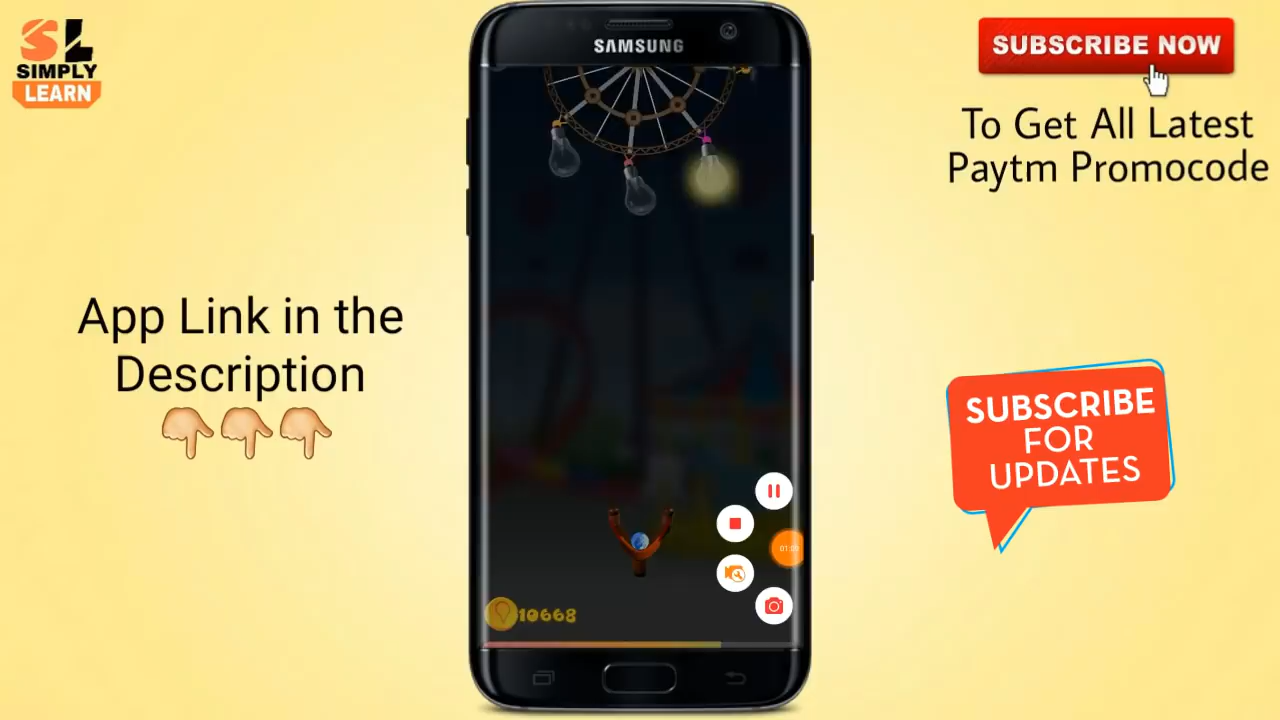 SL
SIMPLY
LEARN
SAMSUNG
SUBSCRIBE NOW
To Get All Latest
Paytm Promocode
App Link in the
Description
SUBSCRIBE
FOR
UPDATES
10668